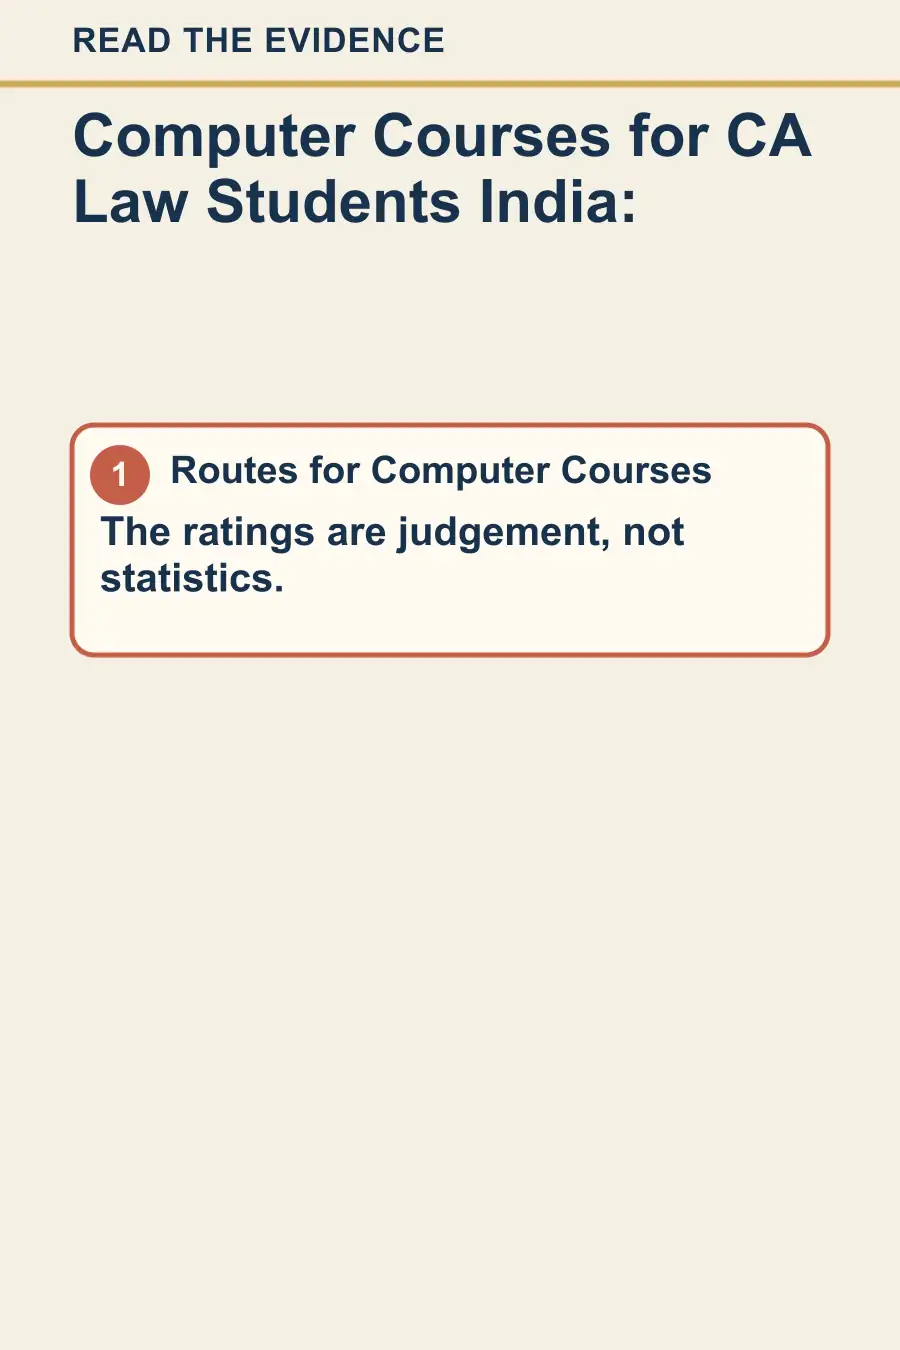 READ THE EVIDENCE
Computer Courses for CA
Law Students India:
1 Routes for Computer Courses
The ratings are judgement, not
statistics.